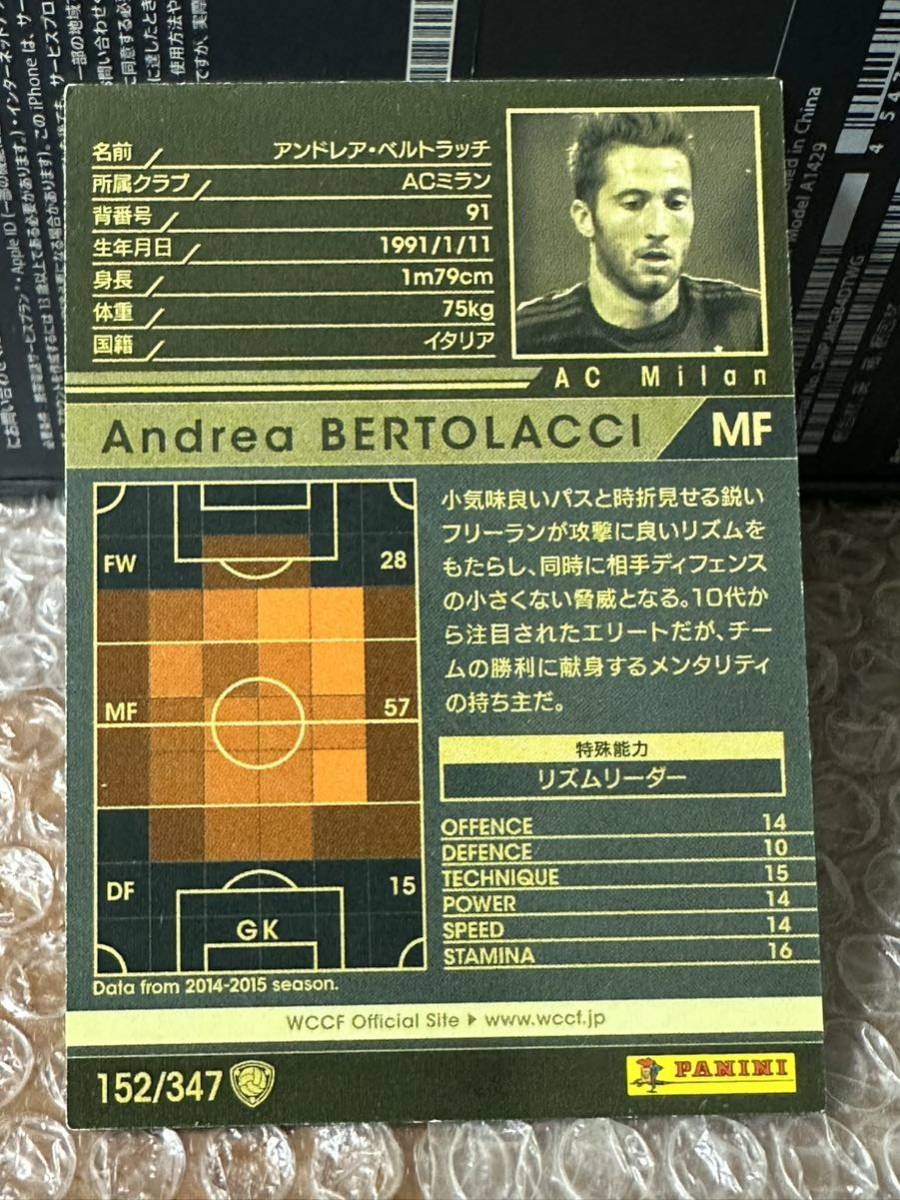 名前 アンドレア・ベルトラッチ
所属クラブ ACミラン
背番号 91
生年月日 1991/1/11
身長 1m79cm
体重 75kg
国籍 イタリア
AC Milan
Andrea BERTOLACCI MF
FW 28
MF 57
DF 15
GK
Data from 2014-2015 season.
小気味良いパスと時折見せる鋭い
フリーランが攻撃に良いリズムを
もたらし、同時に相手ディフェンス
の小さくない脅威となる。10代か
ら注目されたエリートだが、チー
ムの勝利に献身するメンタリティ
の持ち主だ。
特殊能力
リズムリーダー
OFFENCE 14
DEFENCE 10
TECHNIQUE 15
POWER 14
SPEED 14
STAMINA 16
WCCF Official Site ▶ www.wccf.jp
152/347
PANINI
in China
Model A1429